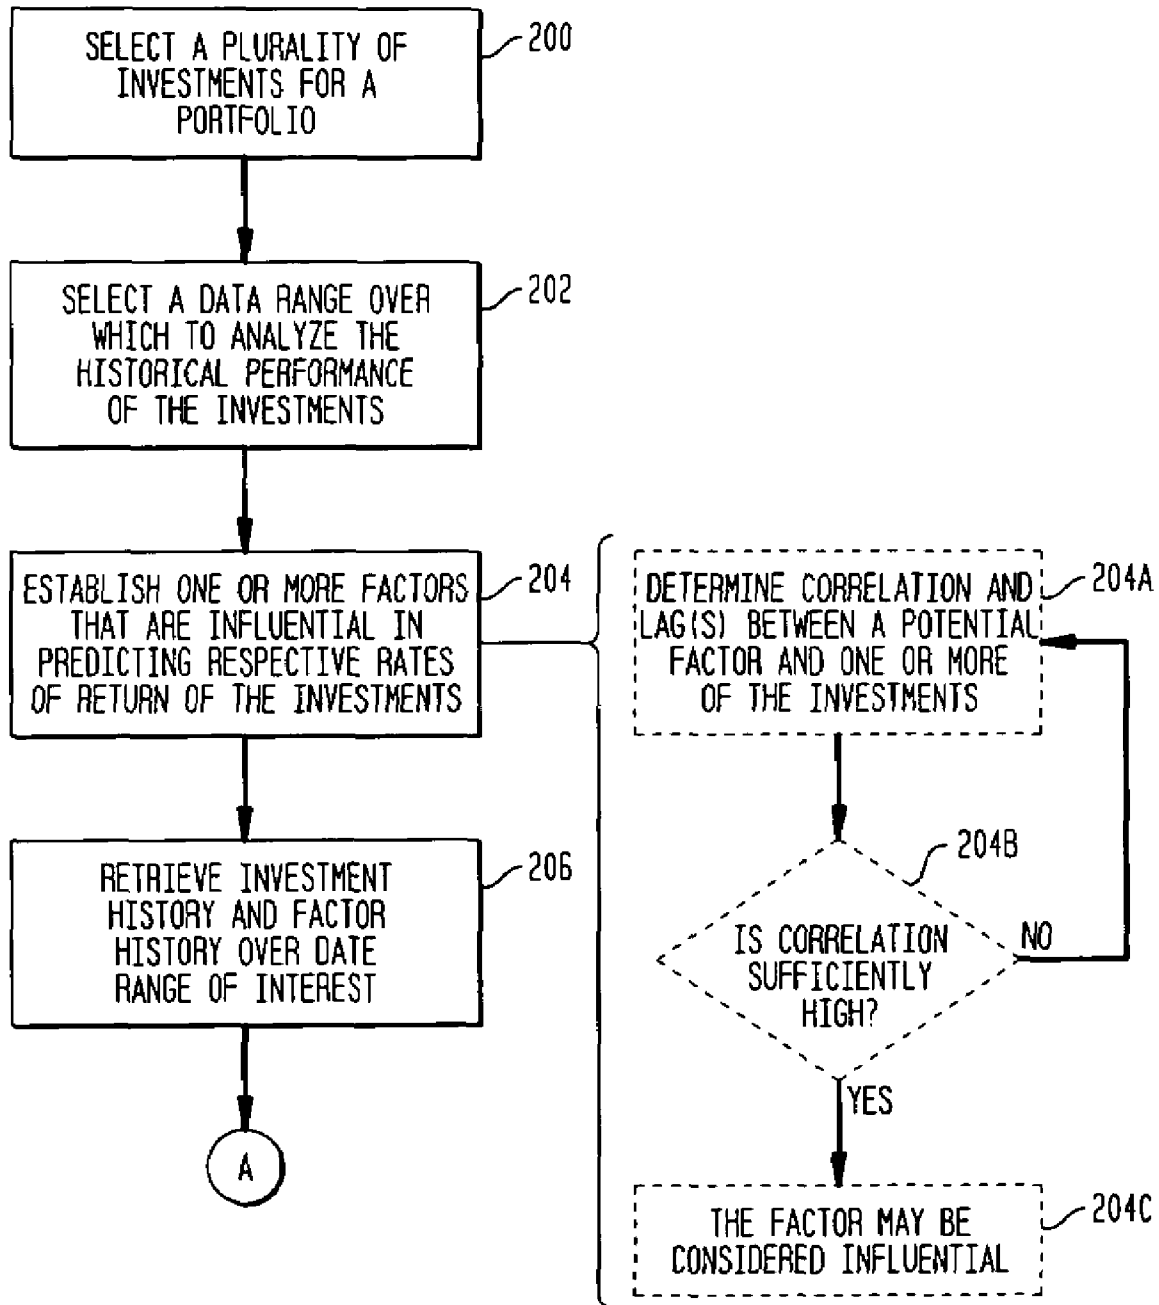 SELECT A PLURALITY OF
INVESTMENTS FOR A
PORTFOLIO
200
SELECT A DATA RANGE OVER
WHICH TO ANALYZE THE
HISTORICAL PERFORMANCE
OF THE INVESTMENTS
202
ESTABLISH ONE OR MORE FACTORS
THAT ARE INFLUENTIAL IN
PREDICTING RESPECTIVE RATES
OF RETURN OF THE INVESTMENTS
204
RETRIEVE INVESTMENT
HISTORY AND FACTOR
HISTORY OVER DATE
RANGE OF INTEREST
206
A
DETERMINE CORRELATION AND
LAG(S) BETWEEN A POTENTIAL
FACTOR AND ONE OR MORE
OF THE INVESTMENTS
204A
204B
IS CORRELATION
SUFFICIENTLY
HIGH?
NO
YES
THE FACTOR MAY BE
CONSIDERED INFLUENTIAL
204C